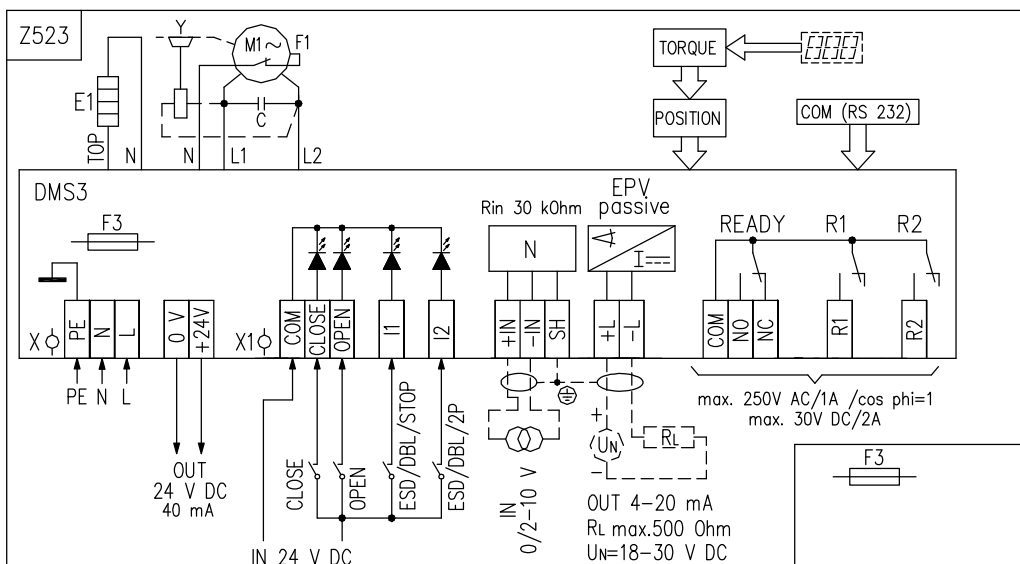 Z523
Y
M1~
F1
E1
C
TOP
N
N
L1
L2
TORQUE
POSITION
COM (RS 232)
DMS3
F3
Rin 30 kOhm
N
EPV
passive
I
READY
R1
R2
X
PE
N
L
0 V
+24V
X1
COM
CLOSE
OPEN
I1
I2
+IN
-IN
SH
+L
-L
COM
NO
NC
R1
R2
PE N L
OUT
24 V DC
40 mA
CLOSE
OPEN
ESD/DBL/STOP
ESD/DBL/2P
IN 24 V DC
IN
0/2-10 V
+
UN
-
RL
OUT 4-20 mA
RL max.500 Ohm
UN=18-30 V DC
max. 250V AC/1A /cos phi=1
max. 30V DC/2A
F3